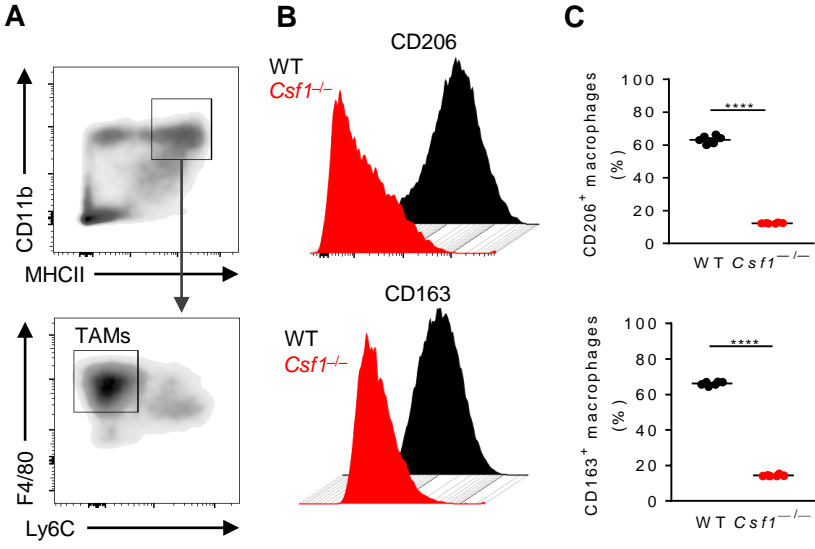 A
CD11b
MHCII
TAMs
F4/80
Ly6C
B
CD206
WT
Csf1–/–
CD163
WT
Csf1–/–
C
CD206+ macrophages
(%)
100
80
60
40
20
0
****
WT Csf1—/—
CD163+ macrophages
(%)
100
80
60
40
20
0
****
WT Csf1—/—